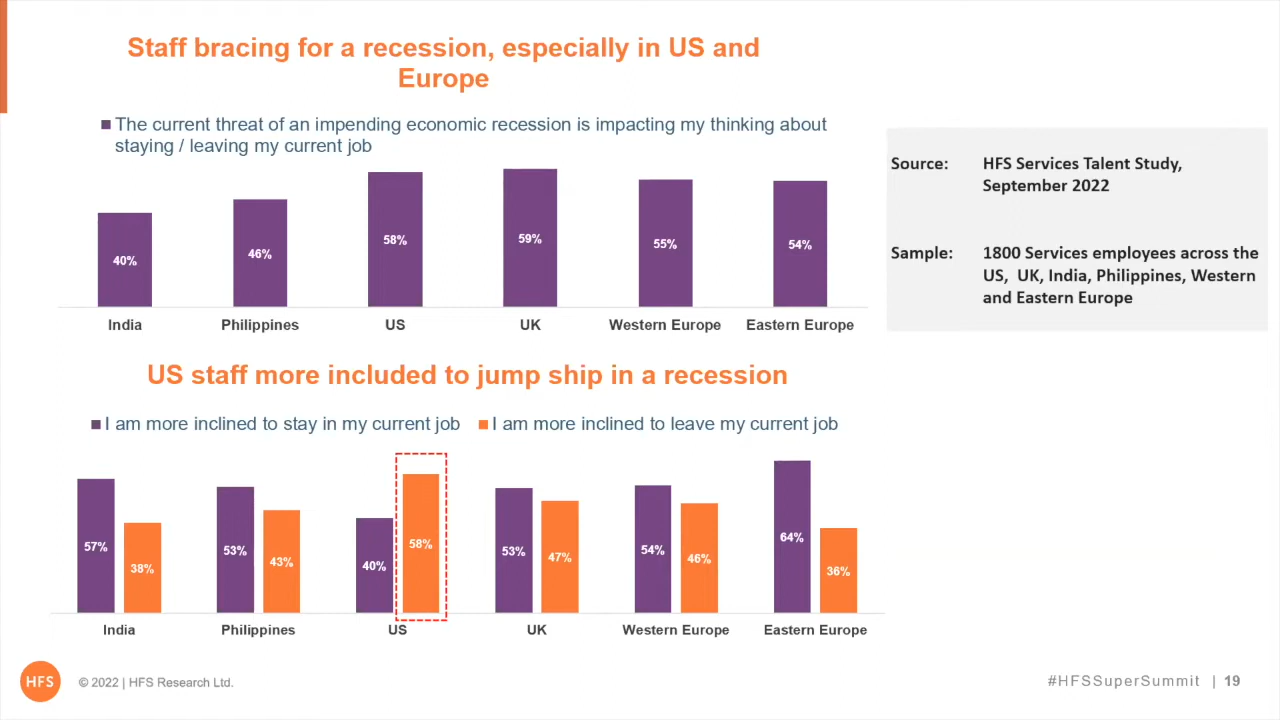 Staff bracing for a recession, especially in US and
Europe
The current threat of an impending economic recession is impacting my thinking about
staying / leaving my current job
40%
46%
58%
59%
55%
54%
India
Philippines
US
UK
Western Europe
Eastern Europe
Source: HFS Services Talent Study,
September 2022
Sample: 1800 Services employees across the
US, UK, India, Philippines, Western
and Eastern Europe
US staff more included to jump ship in a recession
I am more inclined to stay in my current job
I am more inclined to leave my current job
57%
38%
53%
43%
40%
58%
53%
47%
54%
46%
64%
36%
India
Philippines
US
UK
Western Europe
Eastern Europe
HFS
© 2022 | HFS Research Ltd.
#HFSSuperSummit | 19